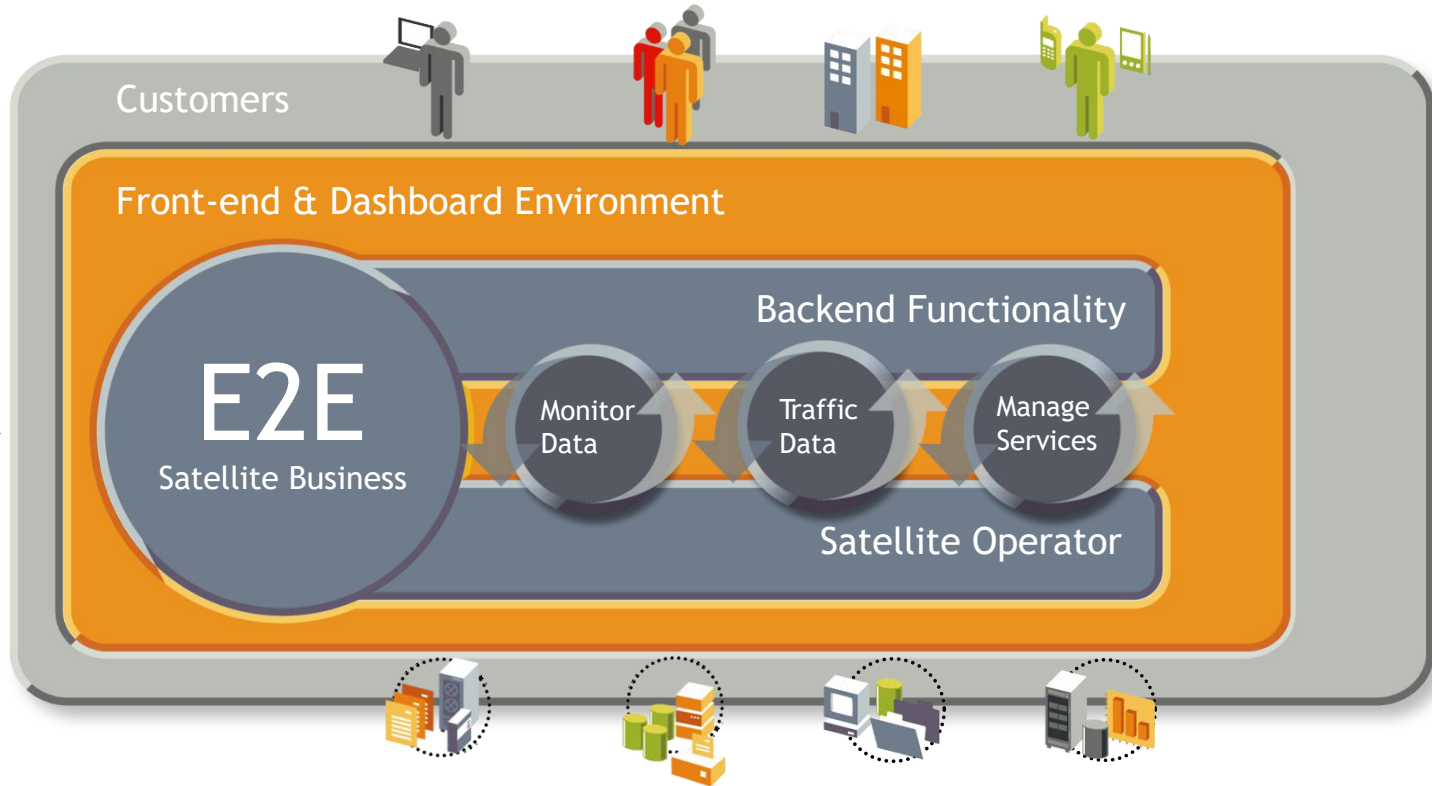 Customers
Front-end & Dashboard Environment
Backend Functionality
E2E
Satellite Business
Monitor
Data
Traffic
Data
Manage
Services
Satellite Operator